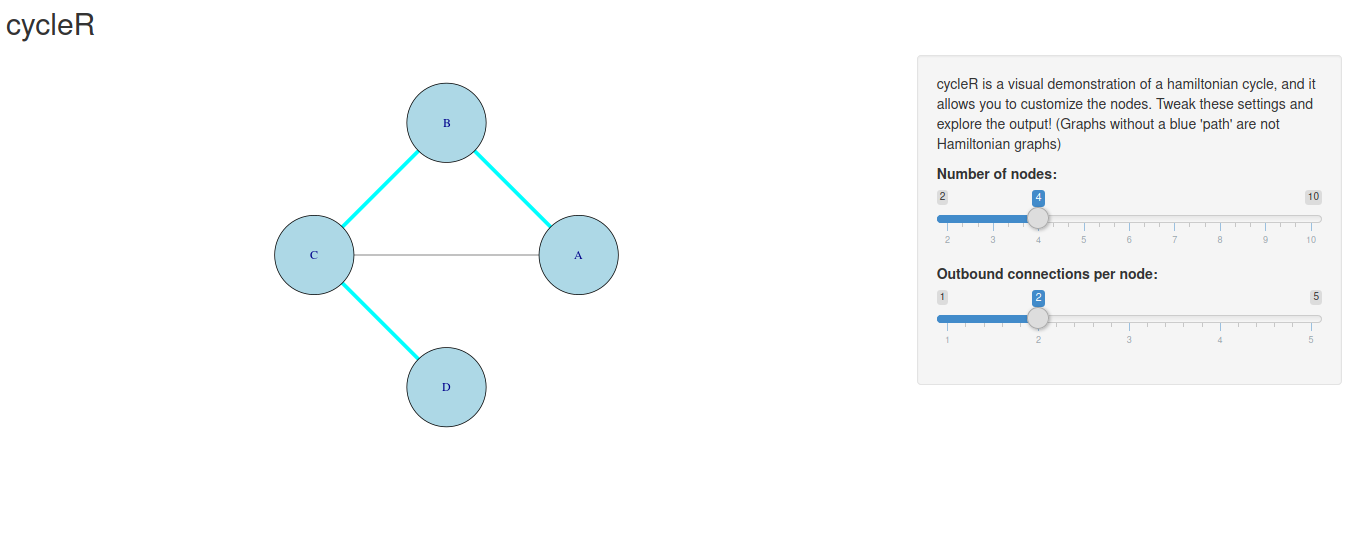 cycleR
B
C
A
D
cycleR is a visual demonstration of a hamiltonian cycle, and it
allows you to customize the nodes. Tweak these settings and
explore the output! (Graphs without a blue 'path' are not
Hamiltonian graphs)
Number of nodes:
2 4 10
2 3 4 5 6 7 8 9 10
Outbound connections per node:
1 2 5
1 2 3 4 5